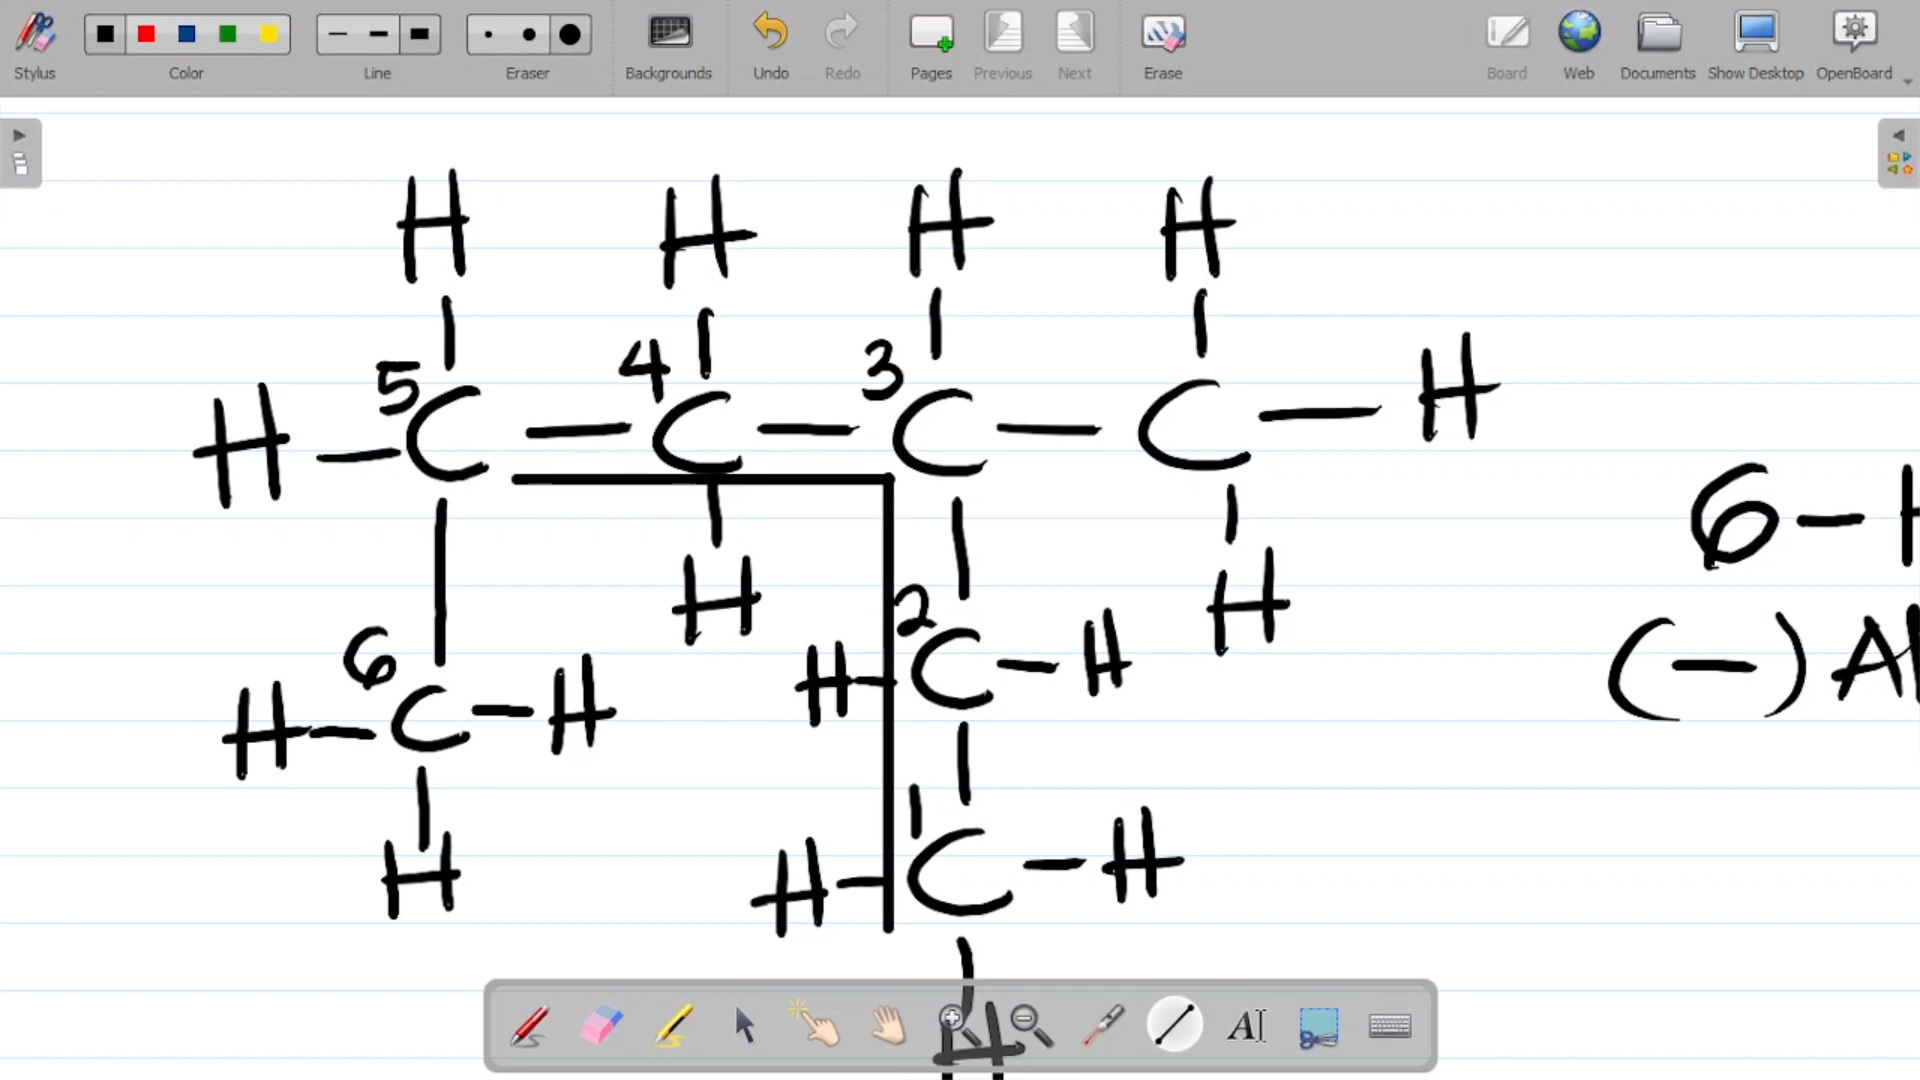 Stylus Color Line Eraser Backgrounds Undo Redo Pages Previous Next Erase Board Web Documents Show Desktop OpenBoard
H H H H
5 4 3
H – C – C – C – C – H
6 –
H H
2
H – C – H
6
H – C – H
(–) Al
1
H – C – H
H
H
AI